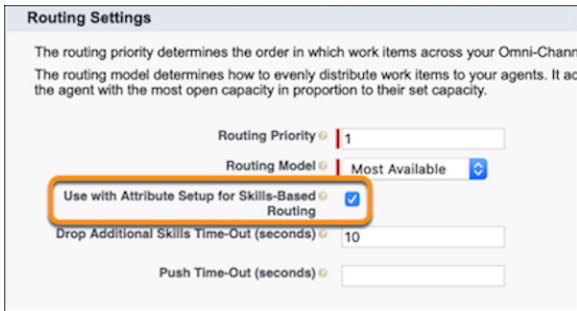 Routing Settings
The routing priority determines the order in which work items across your Omni-Chann
The routing model determines how to evenly distribute work items to your agents. It
the agent with the most open capacity in proportion to their set capacity.
Routing Priority
1
Routing Model
Most Available
Use with Attribute Setup for Skills-Based
Routing
Drop Additional Skills Time-Out (seconds)
10
Push Time-Out (seconds)